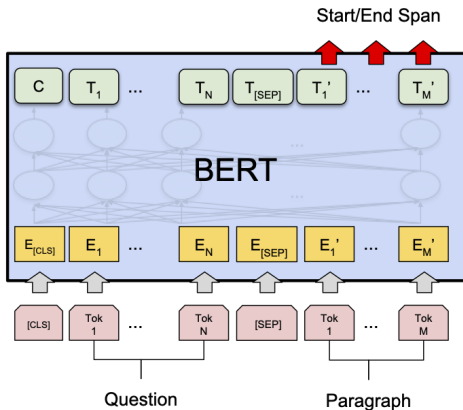 Start/End Span
C T1 ... TN T[SEP] T1' ... TM'
...
BERT
...
E[CLS] E1 ... EN E[SEP] E1' ... EM'
[CLS] Tok 1 ... Tok N [SEP] Tok 1 ... Tok M
Question Paragraph